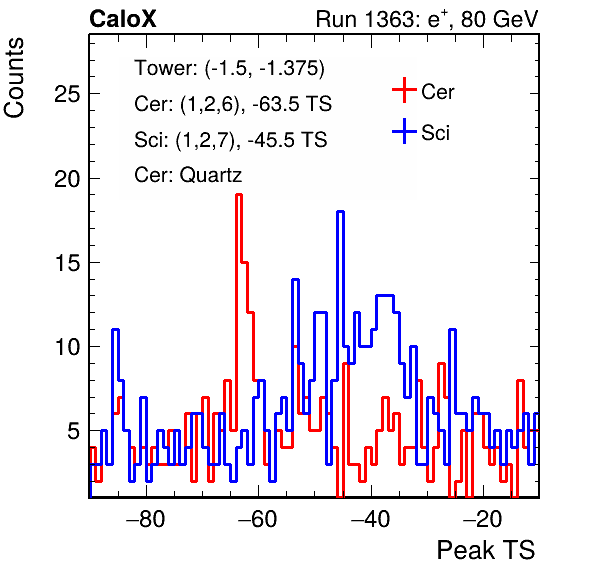 CaloX Run 1363: e⁺, 80 GeV
Counts
Tower: (-1.5, -1.375)
Cer: (1,2,6), -63.5 TS
Sci: (1,2,7), -45.5 TS
Cer: Quartz
Cer
Sci
25
20
15
10
5
−80 −60 −40 −20
Peak TS